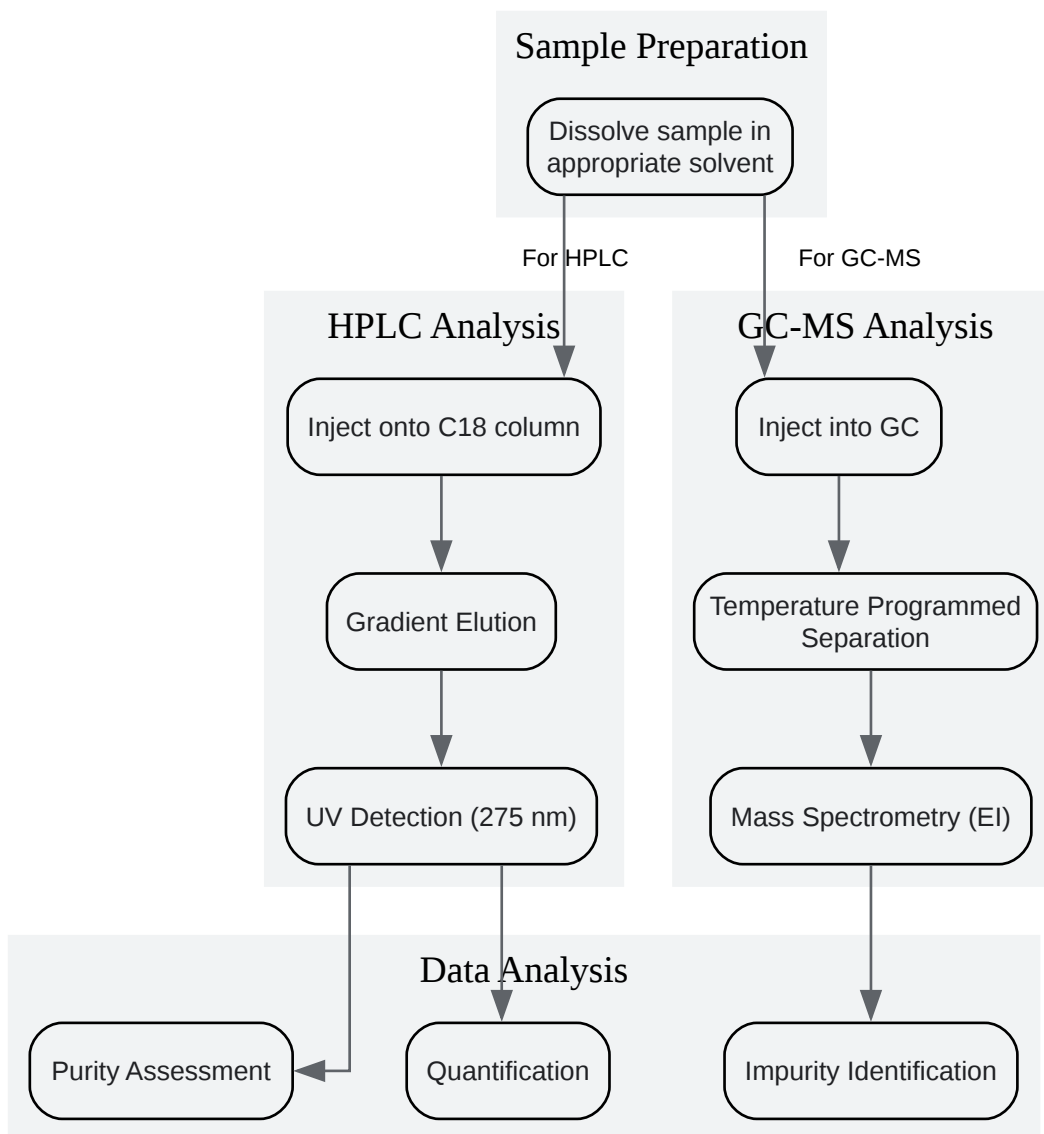 Sample Preparation
Dissolve sample in
appropriate solvent
For HPLC
For GC-MS
HPLC Analysis
GC-MS Analysis
Inject onto C18 column
Inject into GC
Gradient Elution
Temperature Programmed
Separation
UV Detection (275 nm)
Mass Spectrometry (EI)
Data Analysis
Purity Assessment
Quantification
Impurity Identification